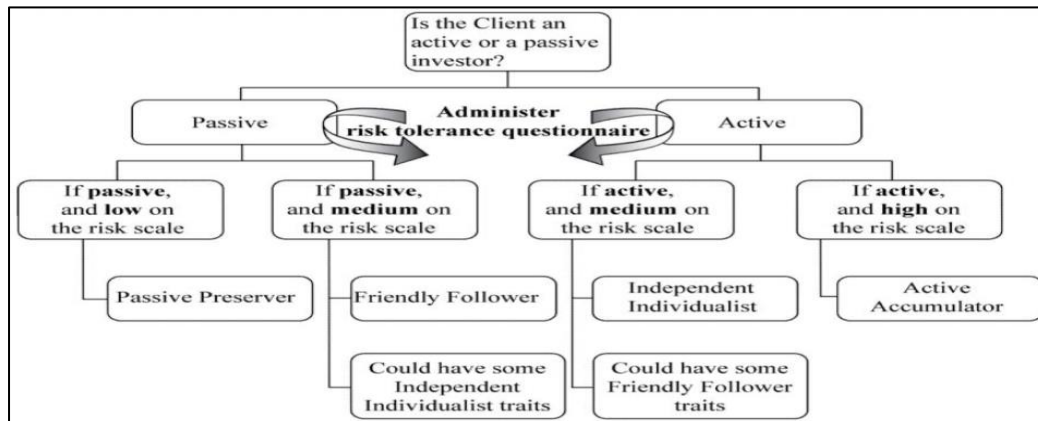 Is the Client an
active or a passive
investor?
Passive
Administer
risk tolerance questionnaire
Active
If passive,
and low on
the risk scale
If passive,
and medium on
the risk scale
If active,
and medium on
the risk scale
If active,
and high on
the risk scale
Passive Preserver
Friendly Follower
Independent
Individualist
Active
Accumulator
Could have some
Independent
Individualist traits
Could have some
Friendly Follower
traits